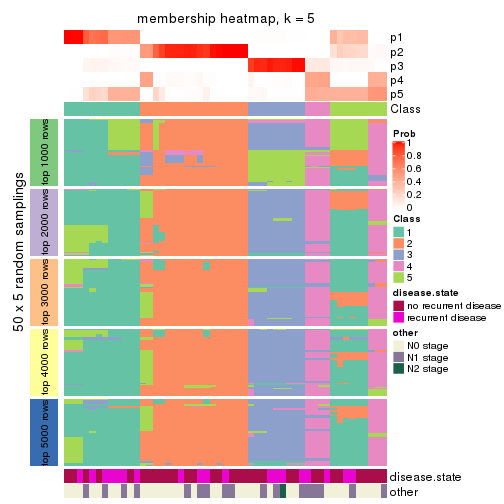 membership heatmap, k = 5
p1
p2
p3
p4
p5
Class
50 x 5 random samplings
top 1000 rows
top 2000 rows
top 3000 rows
top 4000 rows
top 5000 rows
disease.state
other
Prob
1
0.8
0.6
0.4
0.2
0
Class
1
2
3
4
5
disease.state
no recurrent disease
recurrent disease
other
N0 stage
N1 stage
N2 stage